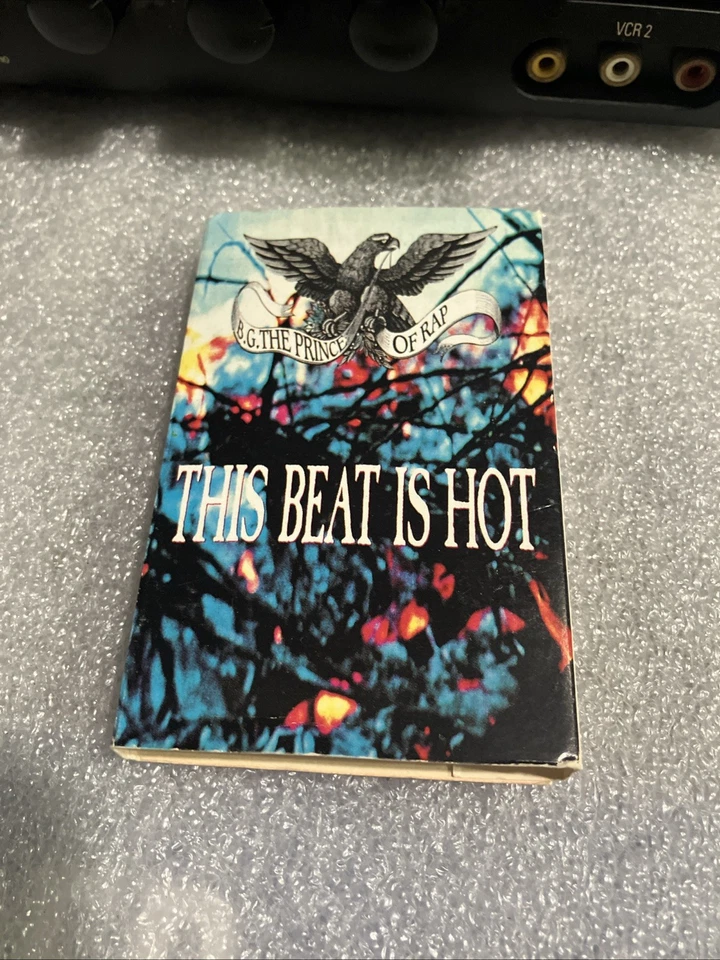 VCR 2
B.G. THE PRINCE OF RAP
THIS BEAT IS HOT